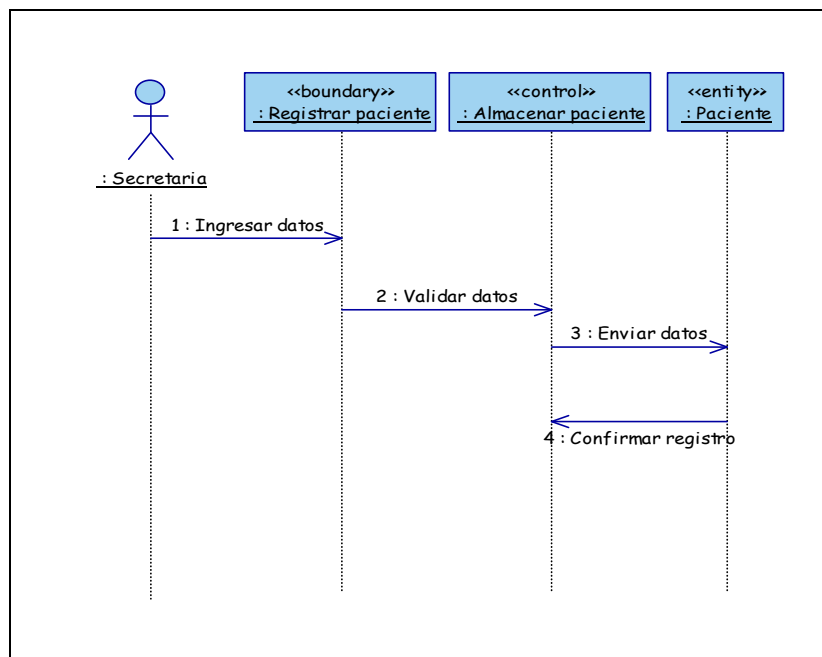 <<boundary>>
: Registrar paciente
<<control>>
: Almacenar paciente
<<entity>>
: Paciente
: Secretaria
1 : Ingresar datos
2 : Validar datos
3 : Enviar datos
4 : Confirmar registro